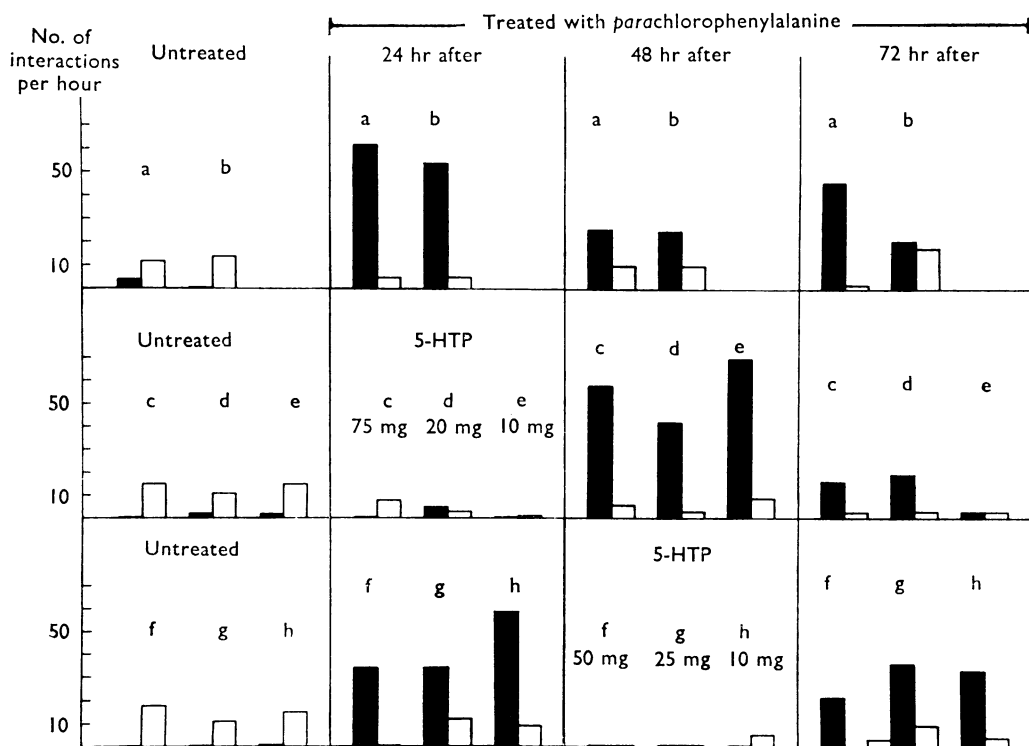 Treated with parachlorophenylalanine
No. of
interactions
per hour
Untreated
24 hr after
48 hr after
72 hr after
a b
a b
a b
a b
50
10
Untreated
5-HTP
c d e
c d e
75 mg 20 mg 10 mg
c d e
c d e
50
10
Untreated
5-HTP
f g h
f g h
f g h
50 mg 25 mg 10 mg
f g h
50
10